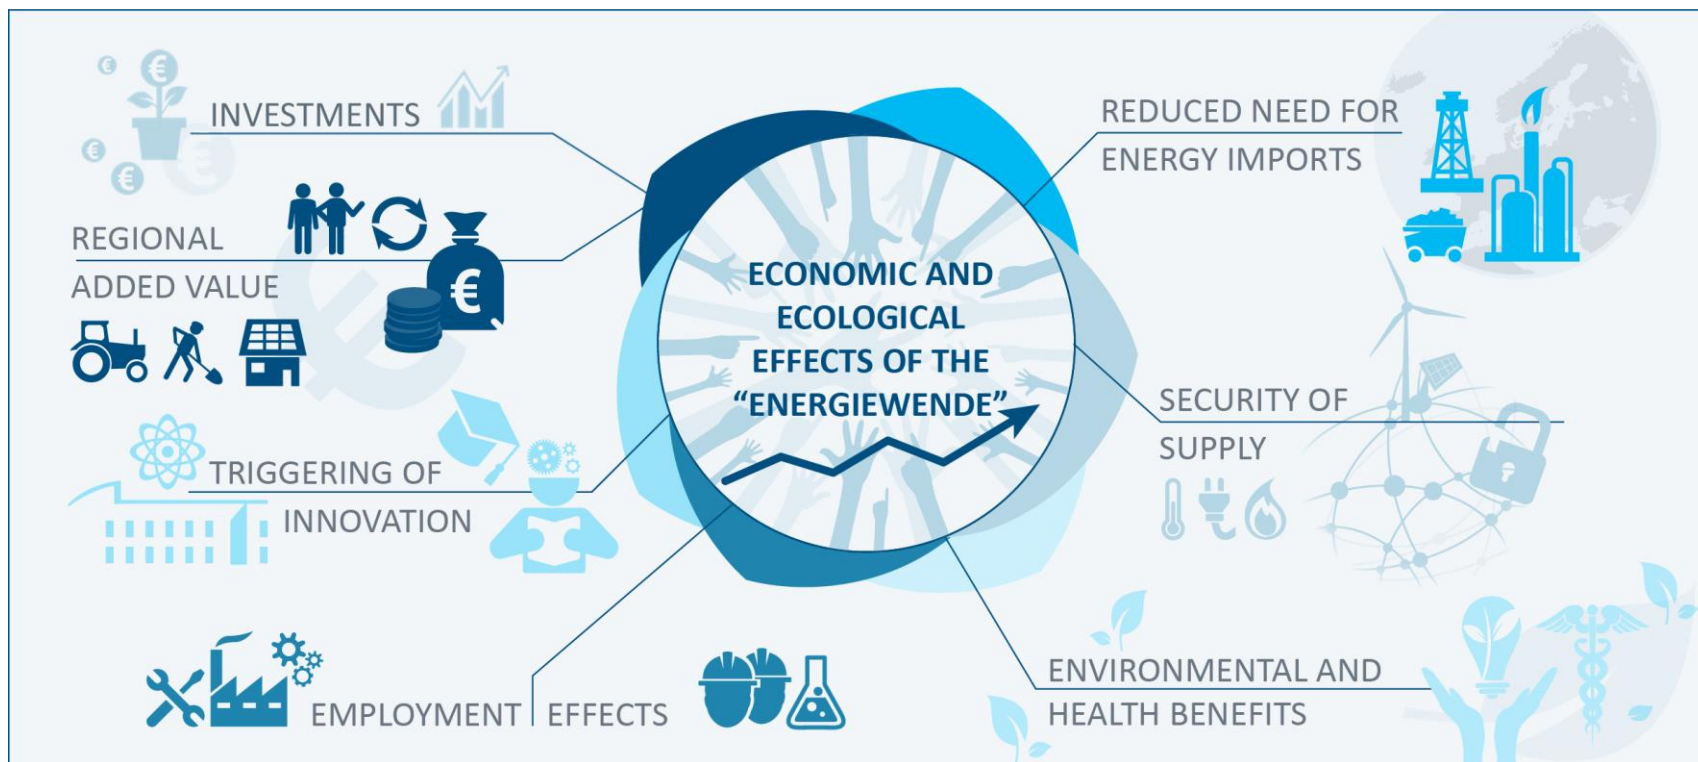 INVESTMENTS
REGIONAL
ADDED VALUE
TRIGGERING OF
INNOVATION
EMPLOYMENT EFFECTS
ECONOMIC AND
ECOLOGICAL
EFFECTS OF THE
“ENERGIEWENDE”
REDUCED NEED FOR
ENERGY IMPORTS
SECURITY OF
SUPPLY
ENVIRONMENTAL AND
HEALTH BENEFITS